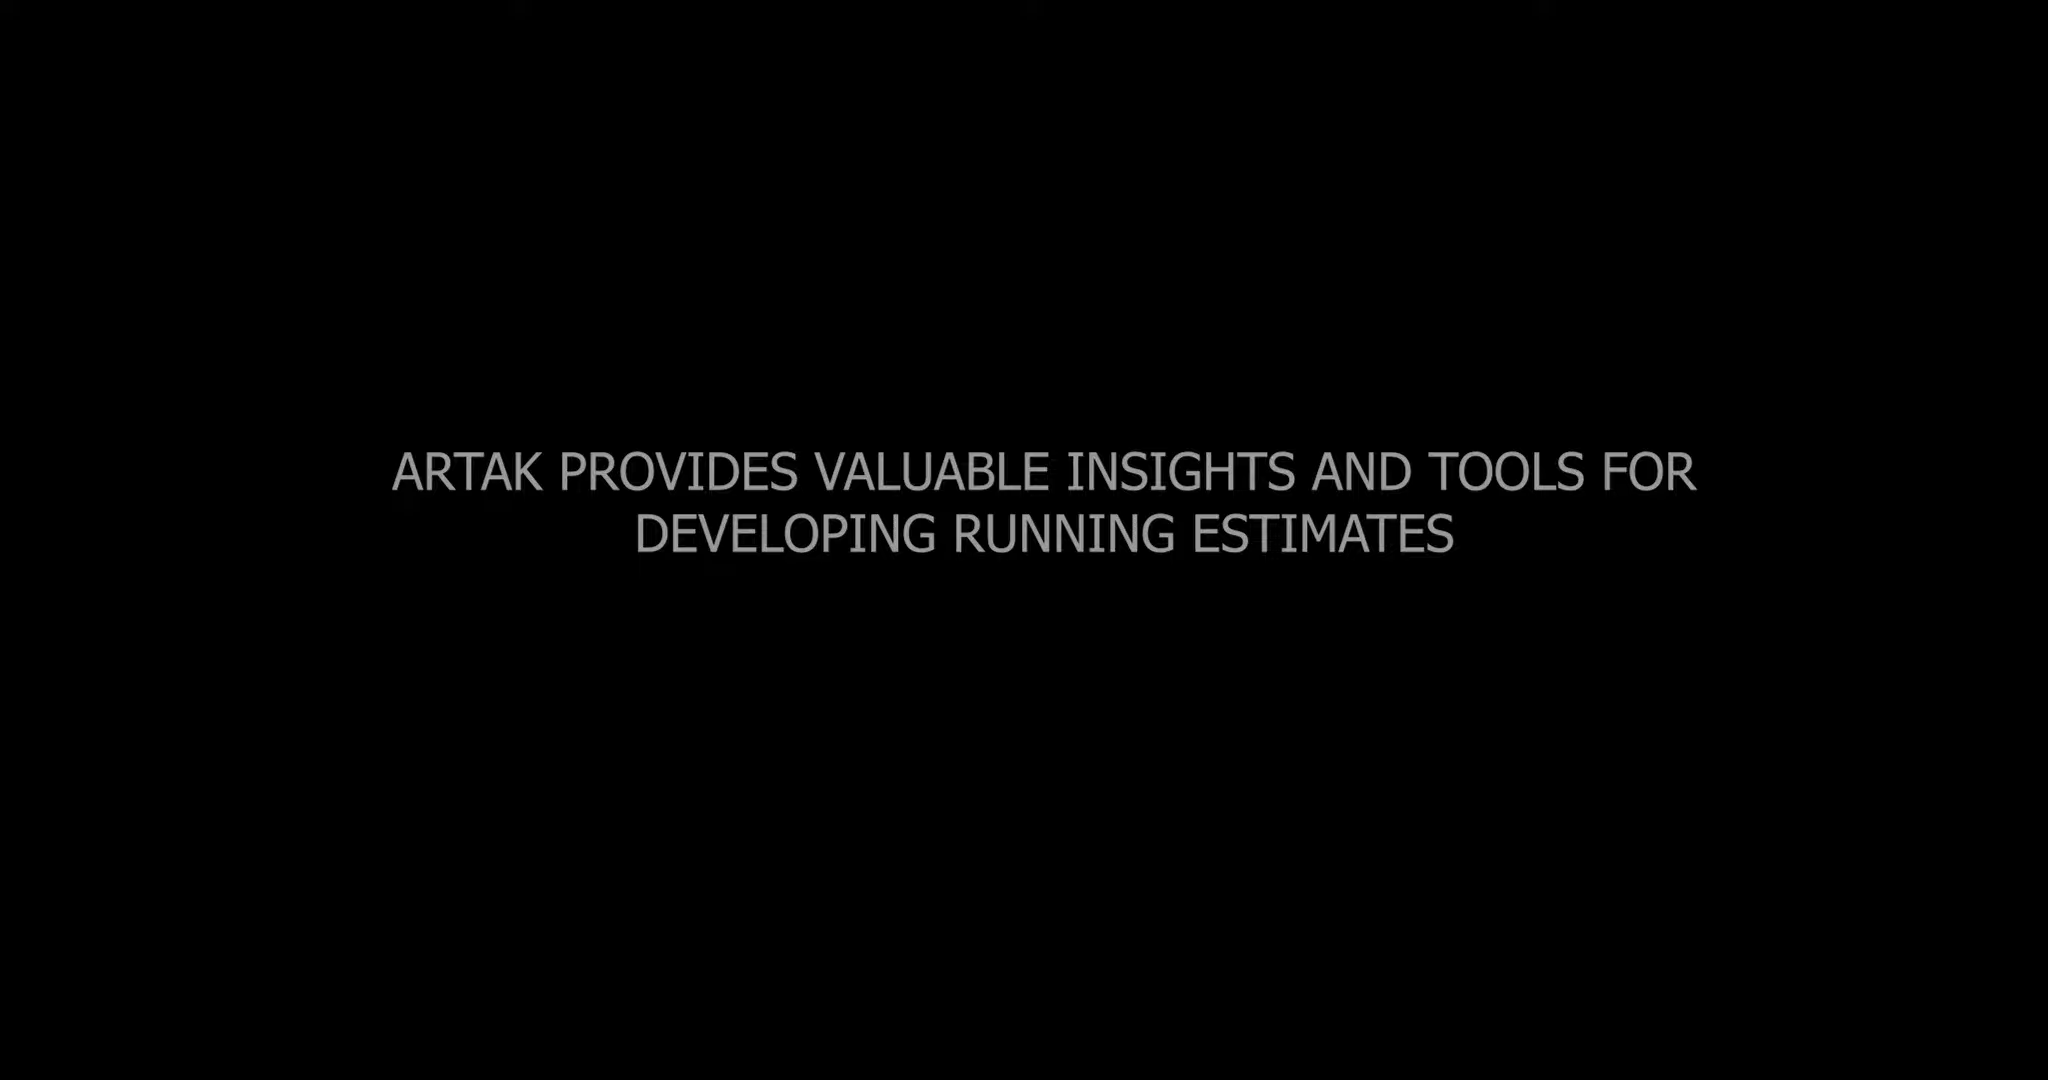 ARTAK PROVIDES VALUABLE INSIGHTS AND TOOLS FOR
DEVELOPING RUNNING ESTIMATES